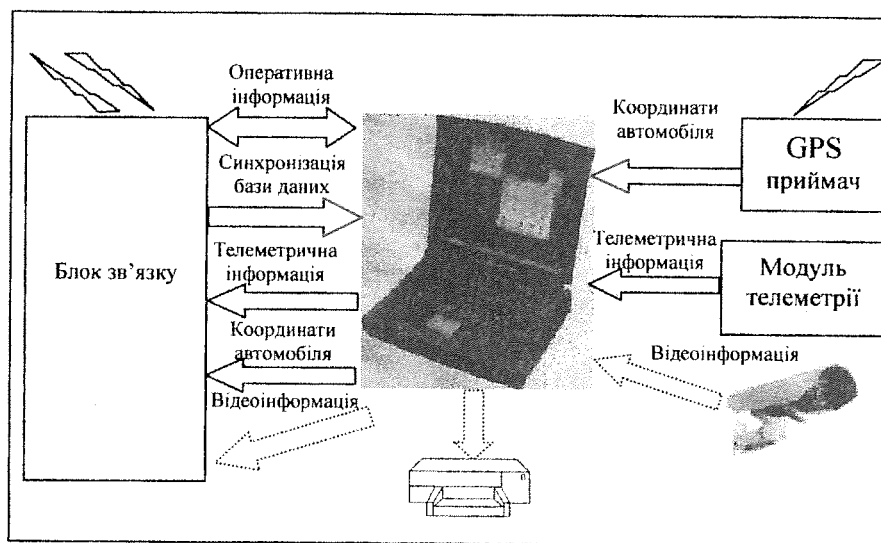 Оперативна
інформація
Синхронізація
бази даних
Телеметрична
інформація
Координати
автомобіля
Відеоінформація
Блок зв’язку
Координати
автомобіля
GPS
приймач
Телеметрична
інформація
Модуль
телеметрії
Відеоінформація